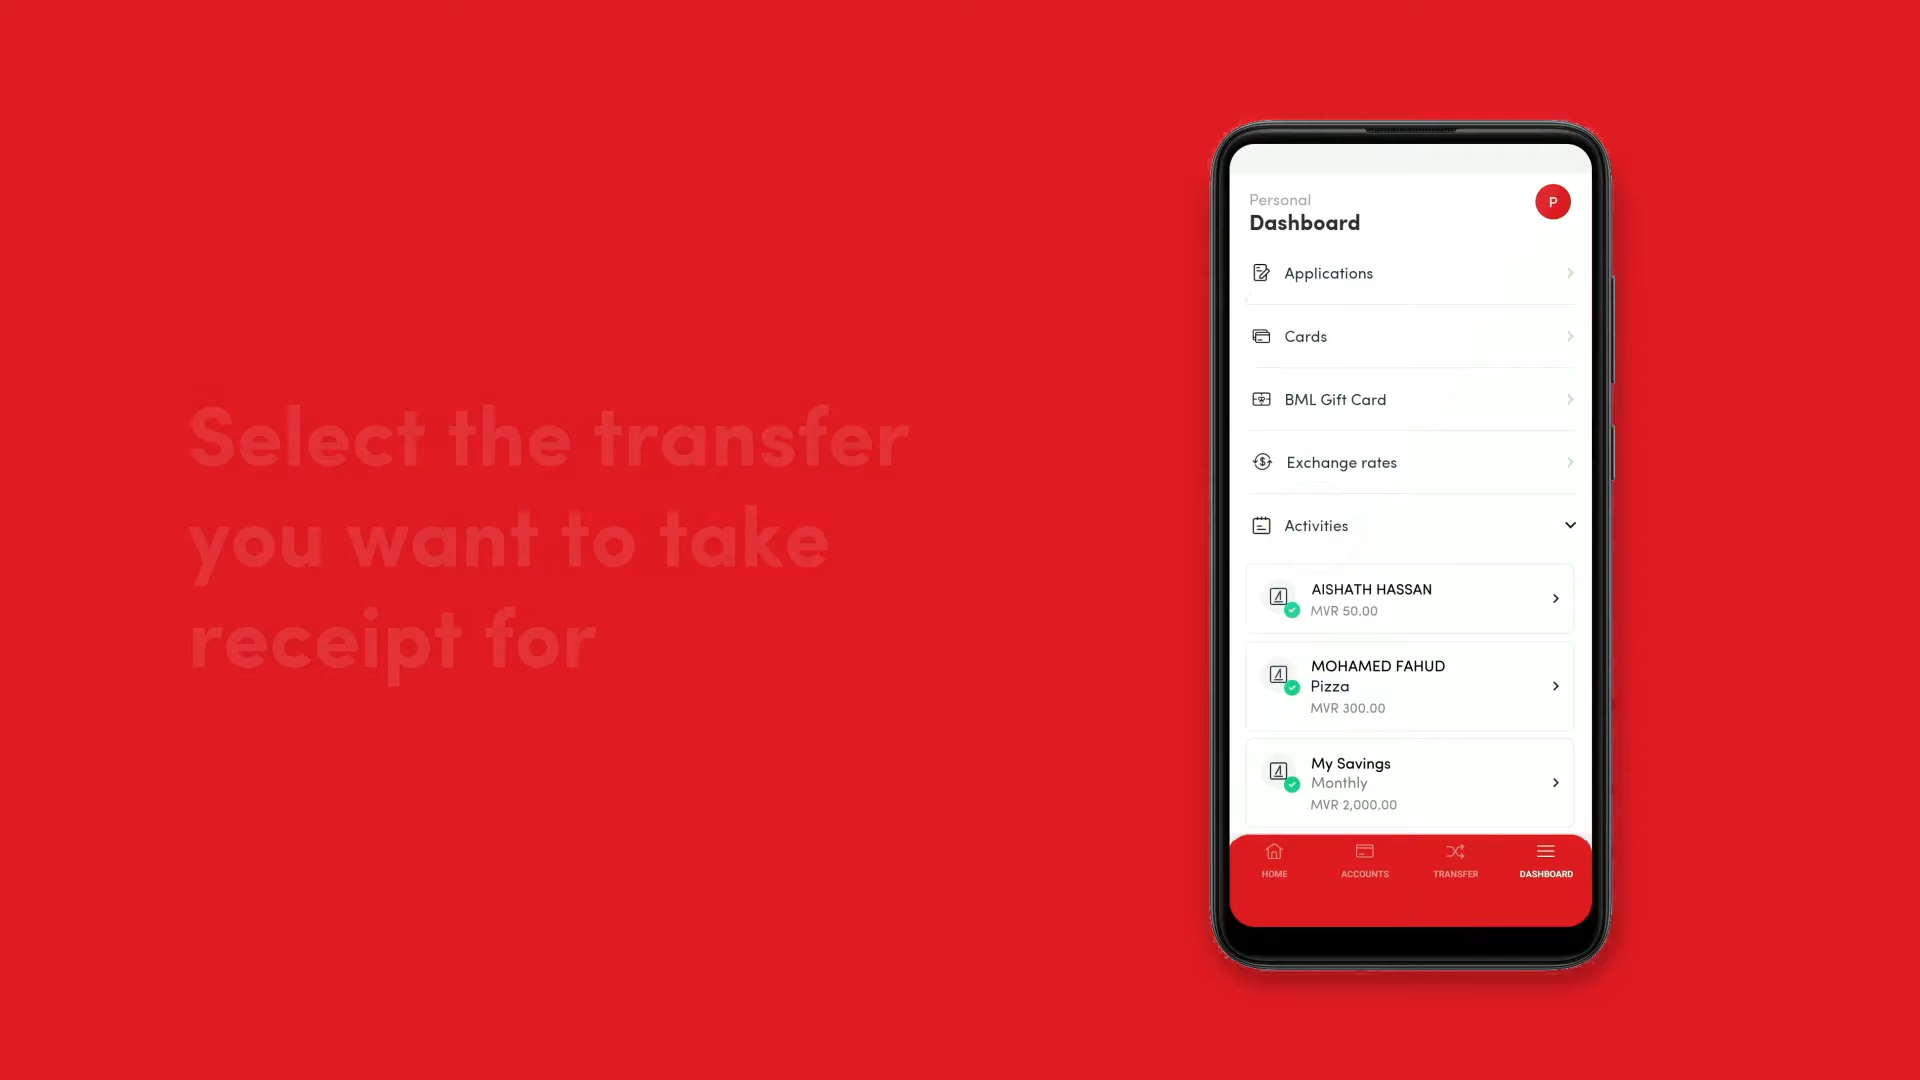 Select the transfer
you want to take
receipt for
Personal
Dashboard
P
Applications
Cards
BML Gift Card
Exchange rates
Activities
AISHATH HASSAN
MVR 50.00
MOHAMED FAHUD
Pizza
MVR 300.00
My Savings
Monthly
MVR 2,000.00
HOME
ACCOUNTS
TRANSFER
DASHBOARD